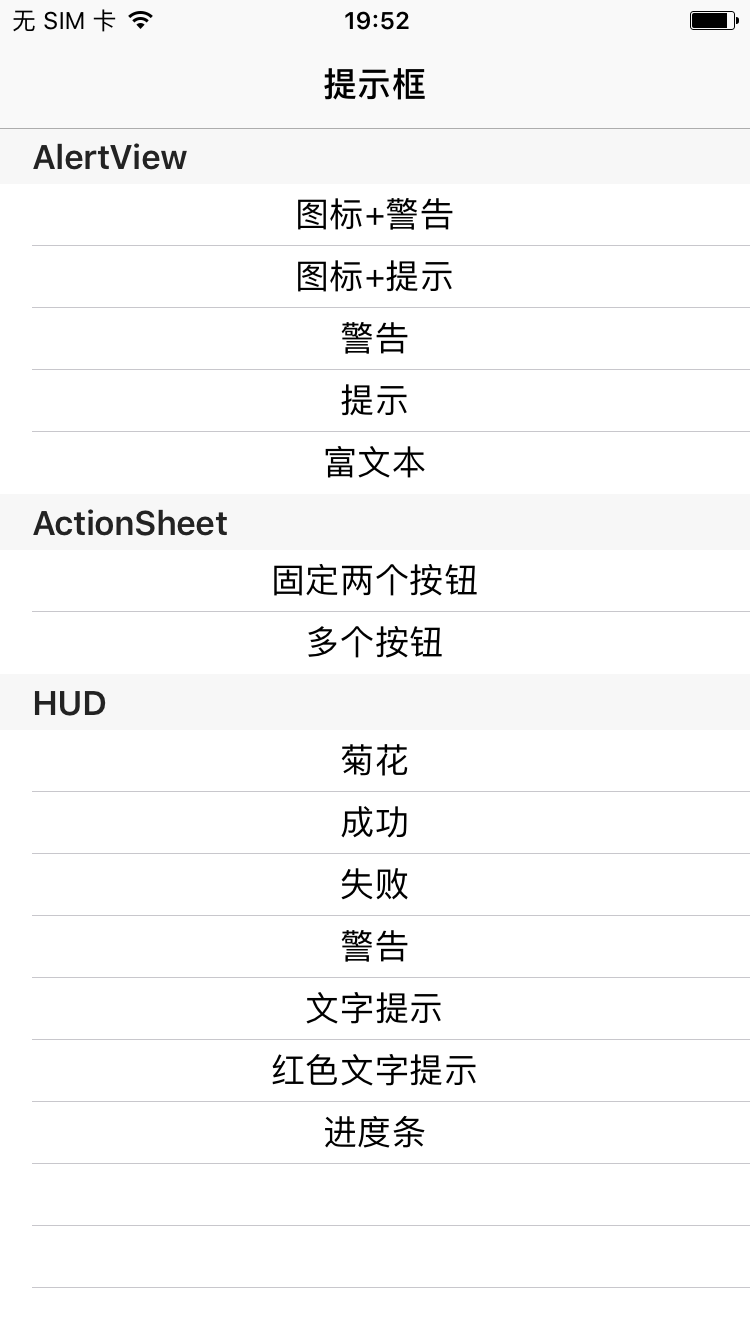 无 SIM 卡 19:52
提示框
AlertView
图标+警告
图标+提示
警告
提示
富文本
ActionSheet
固定两个按钮
多个按钮
HUD
菊花
成功
失败
警告
文字提示
红色文字提示
进度条